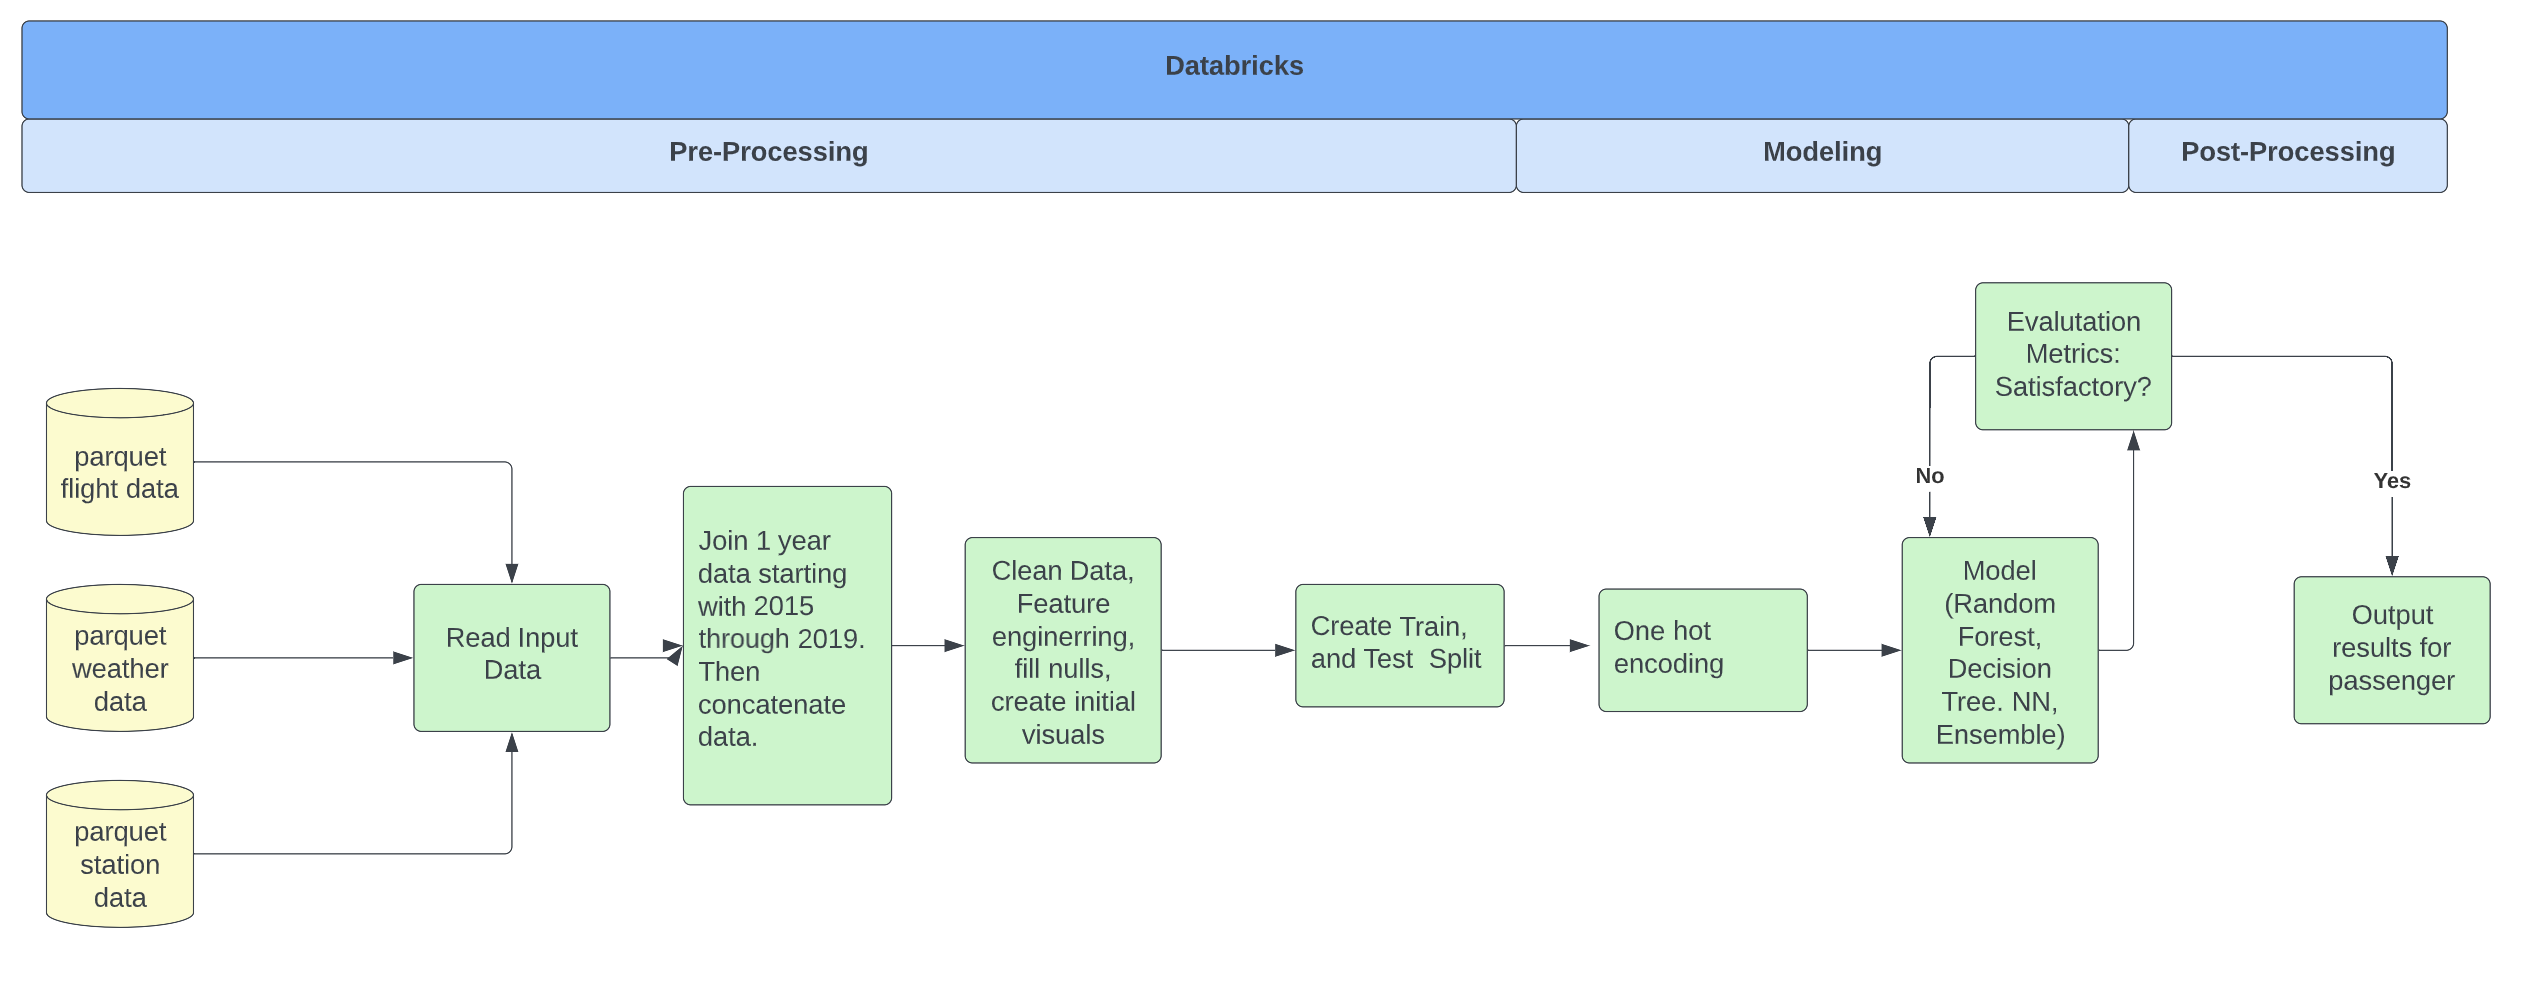 Databricks
Pre-Processing
Modeling
Post-Processing
parquet
flight data
parquet
weather
data
parquet
station
data
Read Input
Data
Join 1 year
data starting
with 2015
through 2019.
Then
concatenate
data.
Clean Data,
Feature
enginerring,
fill nulls,
create initial
visuals
Create Train,
and Test  Split
One hot
encoding
Model
(Random
Forest,
Decision
Tree. NN,
Ensemble)
Evalutation
Metrics:
Satisfactory?
No
Yes
Output
results for
passenger